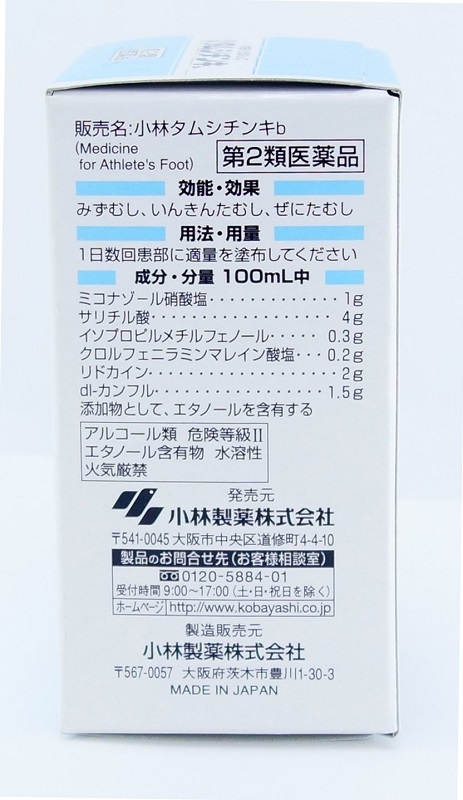 販売名:小林タムシチンキb
(Medicine
for Athlete's Foot)
第2類医薬品
効能・効果
みずむし、いんきんたむし、ぜにたむし
用法・用量
1日数回患部に適量を塗布してください
成分・分量 100mL中
ミコナゾール硝酸塩・・・・・・・・・・・・・1g
サリチル酸・・・・・・・・・・・・・・・・・・4g
イソプロピルメチルフェノール・・・・・0.3g
クロルフェニラミンマレイン酸塩・・・0.2g
リドカイン・・・・・・・・・・・・・・・・・・2g
dl-カンフル・・・・・・・・・・・・・・・・1.5g
添加物として、エタノールを含有する
アルコール類 危険等級Ⅱ
エタノール含有物 水溶性
火気厳禁
発売元
小林製薬株式会社
〒541-0045 大阪市中央区道修町4-4-10
製品のお問合せ先(お客様相談室)
0120-5884-01
受付時間 9:00~17:00 (土・日・祝日を除く)
ホームページ http://www.kobayashi.co.jp
製造販売元
小林製薬株式会社
〒567-0057 大阪府茨木市豊川1-30-3
MADE IN JAPAN